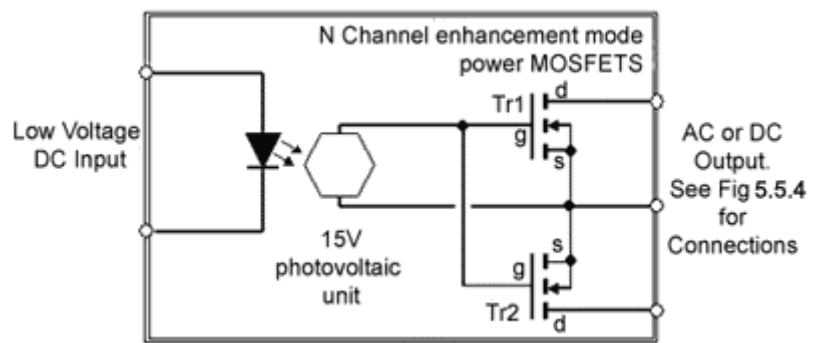 N Channel enhancement mode
power MOSFETS
Low Voltage
DC Input
Tr1
d
g
s
AC or DC
Output.
See Fig 5.5.4
for
Connections
15V
photovoltaic
unit
s
g
Tr2
d